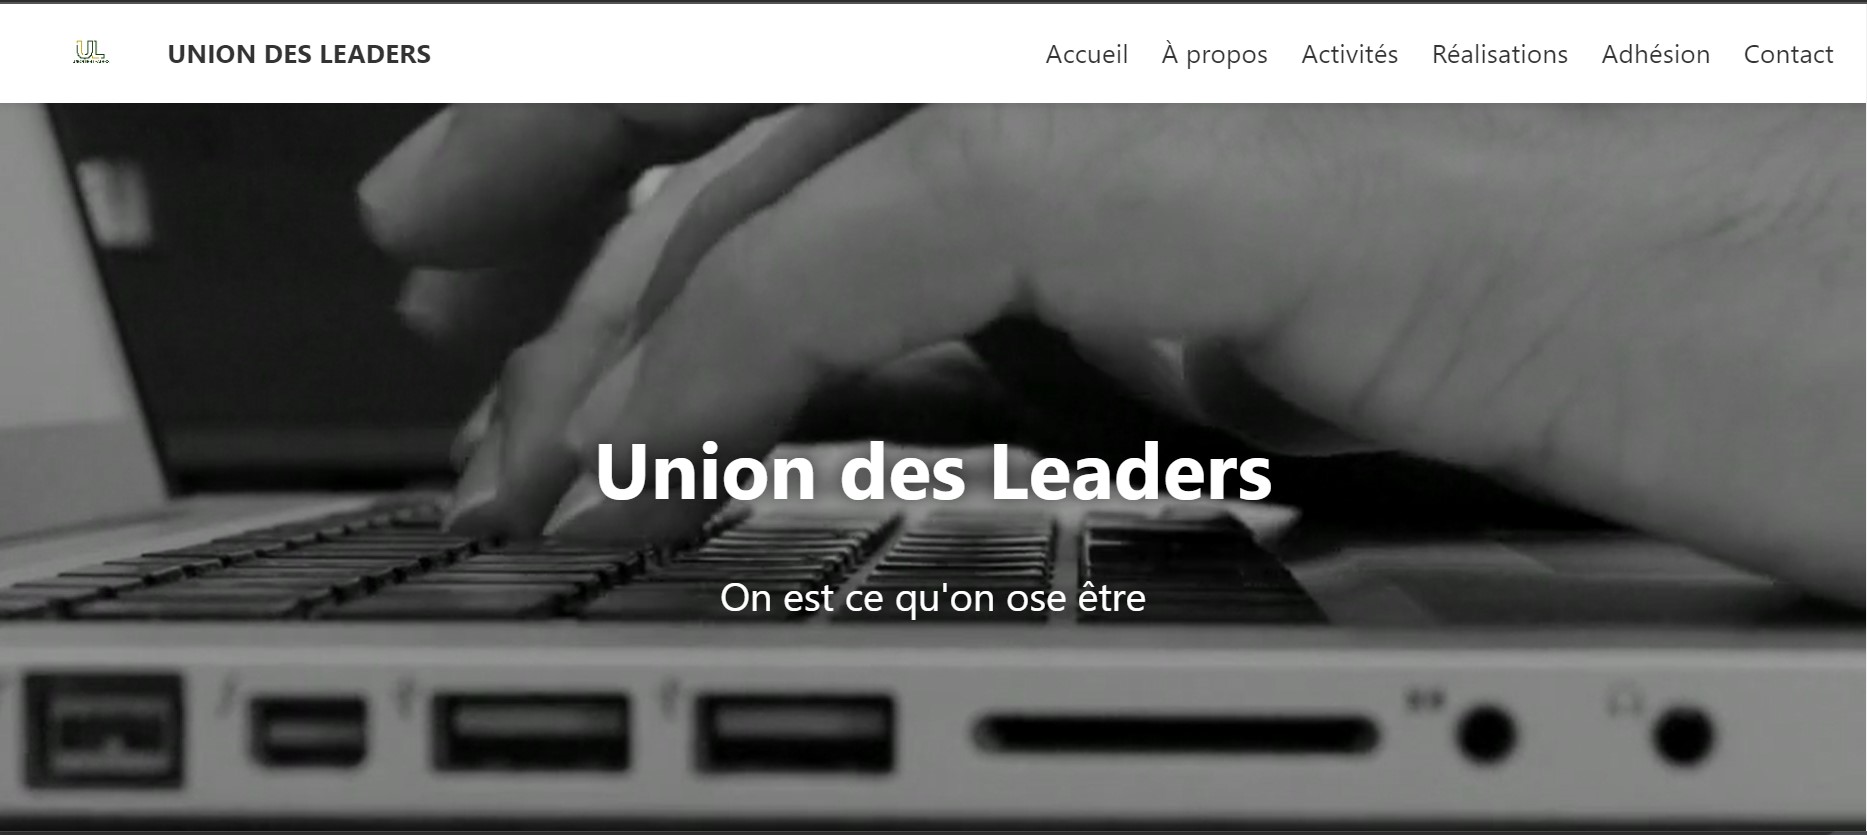 UL
UNION DES LEADERS
Accueil
À propos
Activités
Réalisations
Adhésion
Contact
Union des Leaders
On est ce qu'on ose être